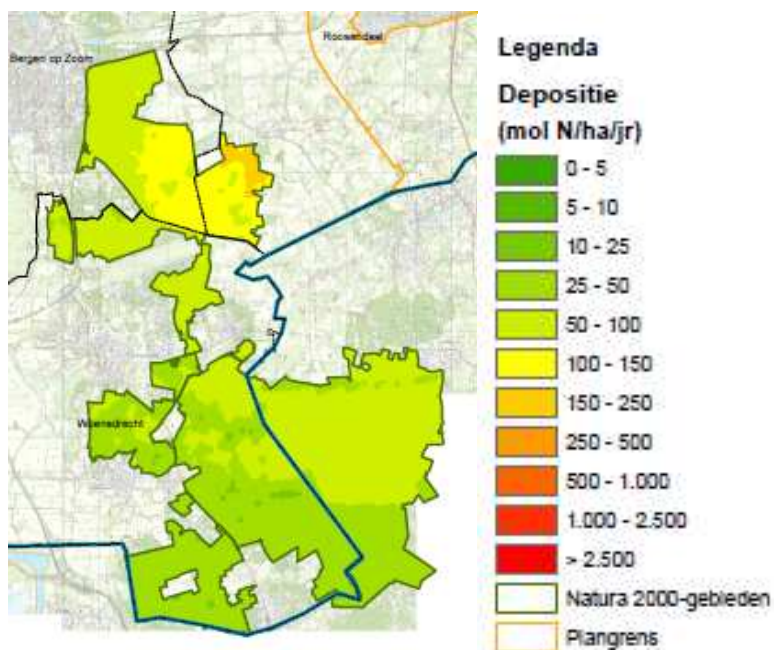 Roosendaal
Bergen op Zoom
Woensdrecht
Legenda
Depositie
(mol N/ha/jr)
0 - 5
5 - 10
10 - 25
25 - 50
50 - 100
100 - 150
150 - 250
250 - 500
500 - 1.000
1.000 - 2.500
> 2.500
Natura 2000-gebieden
Plangrens